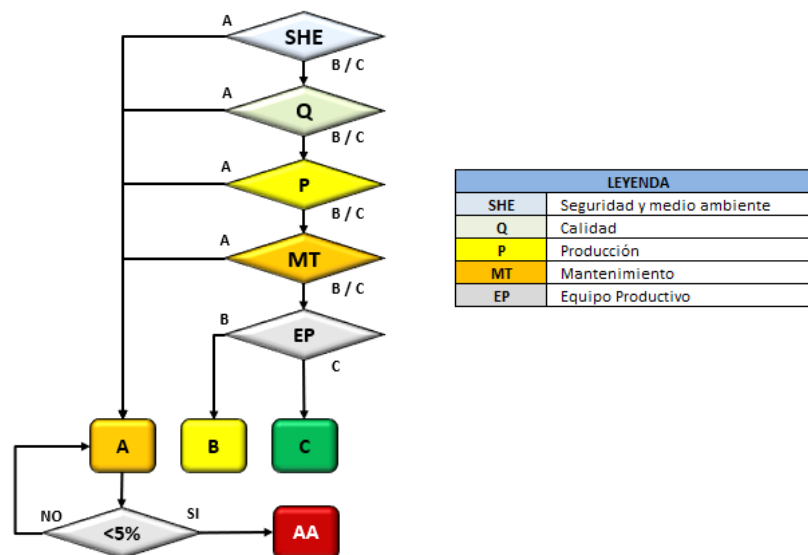 A
SHE
B / C
A
Q
B / C
A
P
B / C
A
MT
B / C
B
EP
C
A
B
C
NO
<5%
SI
AA
LEYENDA
SHE Seguridad y medio ambiente
Q Calidad
P Producción
MT Mantenimiento
EP Equipo Productivo